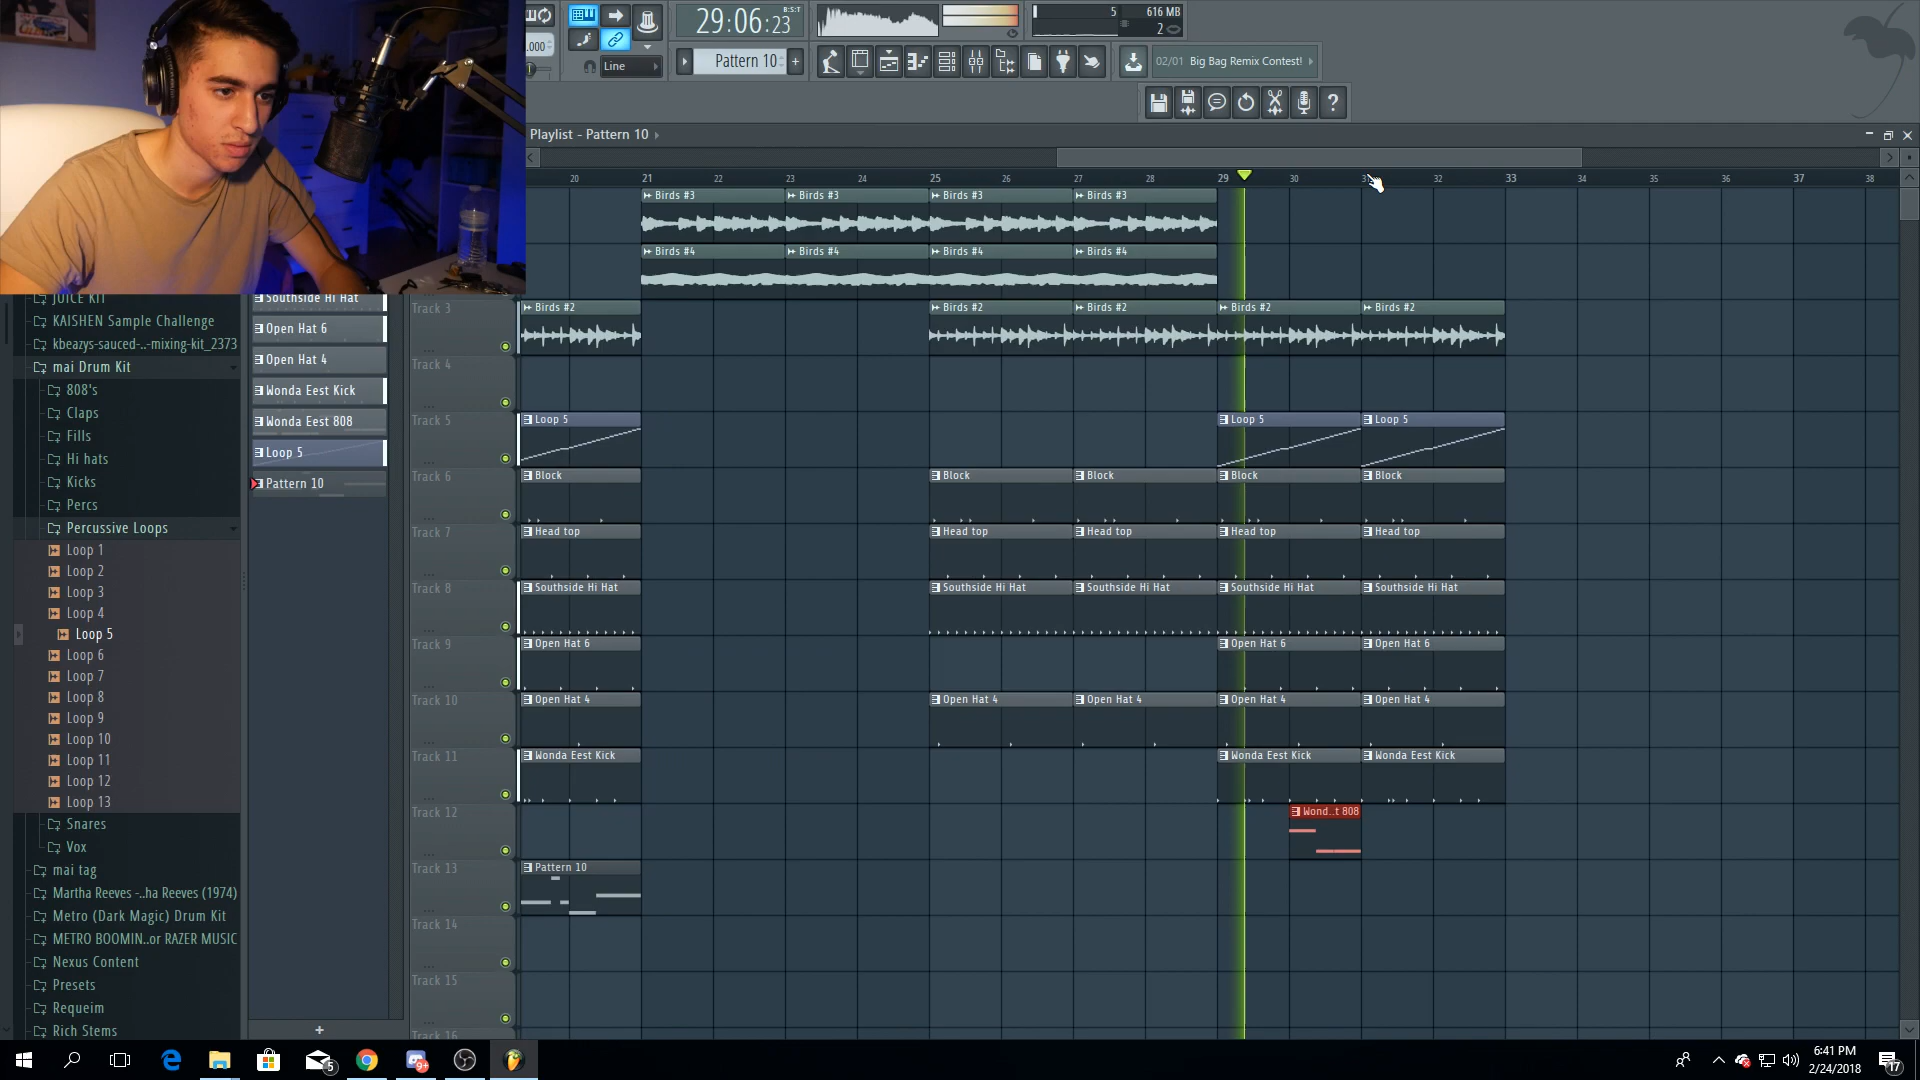 .000
Line
29:06:23
B:S:T
Pattern 10
+
5
616 MB
2
02/01 Big Bag Remix Contest!
?
Playlist - Pattern 10
20 21 22 23 24 25 26 27 28 29 30 32 33 34 35 36 37 38
Birds #3 Birds #3 Birds #3 Birds #3
Birds #4 Birds #4 Birds #4 Birds #4
Track 3 Birds #2 Birds #2 Birds #2 Birds #2 Birds #2
Track 4
Track 5 Loop 5 Loop 5 Loop 5
Track 6 Block Block Block Block Block
Track 7 Head top Head top Head top Head top Head top
Track 8 Southside Hi Hat Southside Hi Hat Southside Hi Hat Southside Hi Hat Southside Hi Hat
Track 9 Open Hat 6 Open Hat 6 Open Hat 6
Track 10 Open Hat 4 Open Hat 4 Open Hat 4 Open Hat 4 Open Hat 4
Track 11 Wonda Eest Kick Wonda Eest Kick Wonda Eest Kick
Track 12 Wond..t 808
Track 13 Pattern 10
Track 14
Track 15
Track 16
Southside Hi Hat
Open Hat 6
Open Hat 4
Wonda Eest Kick
Wonda Eest 808
Loop 5
Pattern 10
+
JUICE KIT
KAISHEN Sample Challenge
kbeazys-sauced-..-mixing-kit_2373
mai Drum Kit
808's
Claps
Fills
Hi hats
Kicks
Percs
Percussive Loops
Loop 1
Loop 2
Loop 3
Loop 4
Loop 5
Loop 6
Loop 7
Loop 8
Loop 9
Loop 10
Loop 11
Loop 12
Loop 13
Snares
Vox
mai tag
Martha Reeves -..ha Reeves (1974)
Metro (Dark Magic) Drum Kit
METRO BOOMIN..or RAZER MUSIC
Nexus Content
Presets
Requeim
Rich Stems
5
9+
6:41 PM
2/24/2018
17